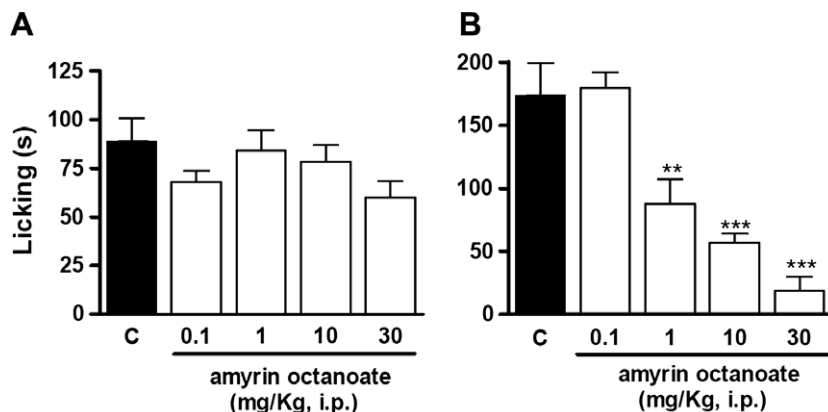 A
Licking (s)
125
100
75
50
25
0
C 0.1 1 10 30
amyrin octanoate
(mg/Kg, i.p.)
B
200
150
100
50
0
**
***
***
C 0.1 1 10 30
amyrin octanoate
(mg/Kg, i.p.)